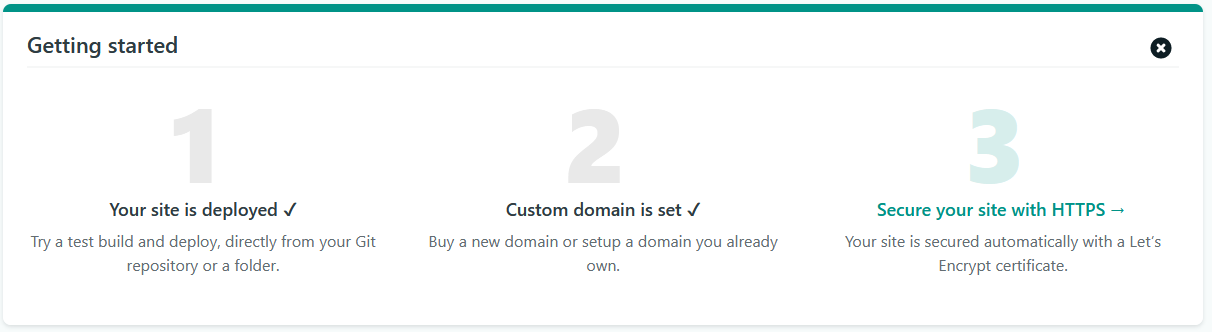 Getting started
1
Your site is deployed ✓
Try a test build and deploy, directly from your Git
repository or a folder.
2
Custom domain is set ✓
Buy a new domain or setup a domain you already
own.
3
Secure your site with HTTPS →
Your site is secured automatically with a Let’s
Encrypt certificate.